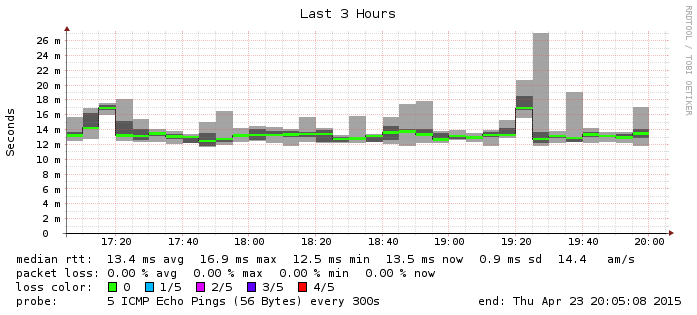 Last 3 Hours
RRDTOOL / TOBI OETIKER
Seconds
26 m
24 m
22 m
20 m
18 m
16 m
14 m
12 m
10 m
8 m
6 m
4 m
2 m
0
17:20 17:40 18:00 18:20 18:40 19:00 19:20 19:40 20:00
median rtt: 13.4 ms avg 16.9 ms max 12.5 ms min 13.5 ms now 0.9 ms sd 14.4 am/s
packet loss: 0.00 % avg 0.00 % max 0.00 % min 0.00 % now
loss color: 0 1/5 2/5 3/5 4/5
probe: 5 ICMP Echo Pings (56 Bytes) every 300s end: Thu Apr 23 20:05:08 2015